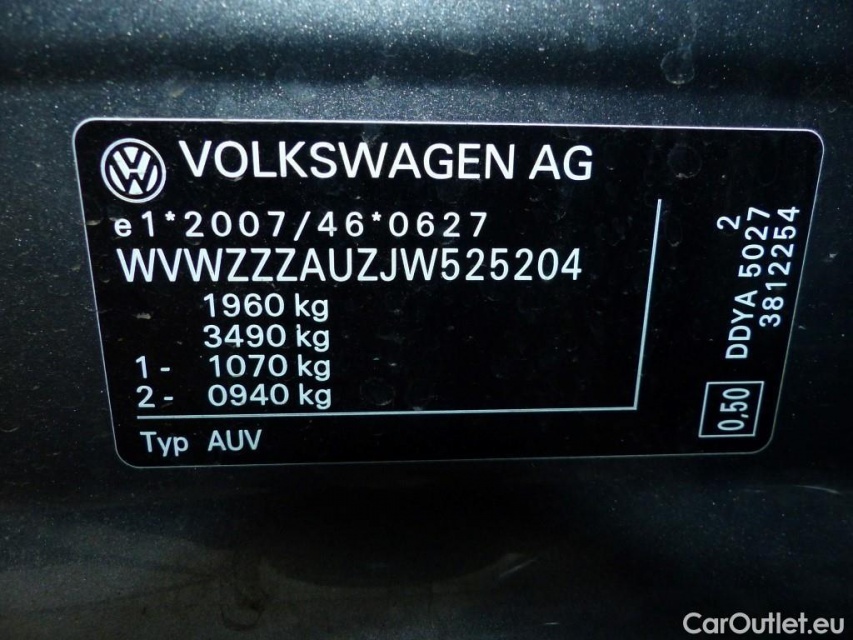 VOLKSWAGEN AG
e1*2007/46*0627
WVWZZZAUZJW525204
1960 kg
3490 kg
1- 1070 kg
2- 0940 kg
Typ AUV
2
DDYA 5027
3812254
0,50
CarOutlet.eu